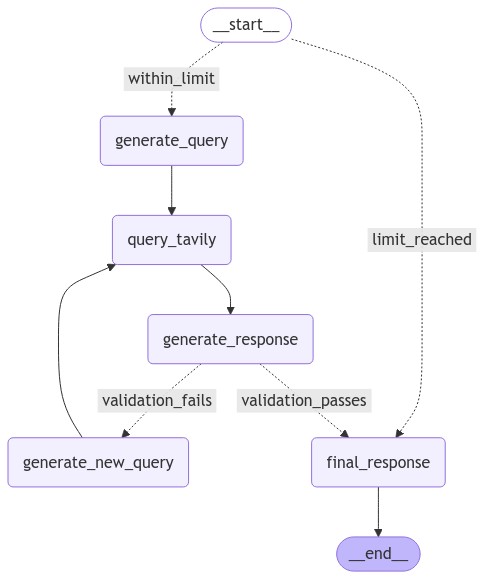 __start__
within_limit
generate_query
query_tavily
limit_reached
generate_response
validation_fails
validation_passes
generate_new_query
final_response
__end__